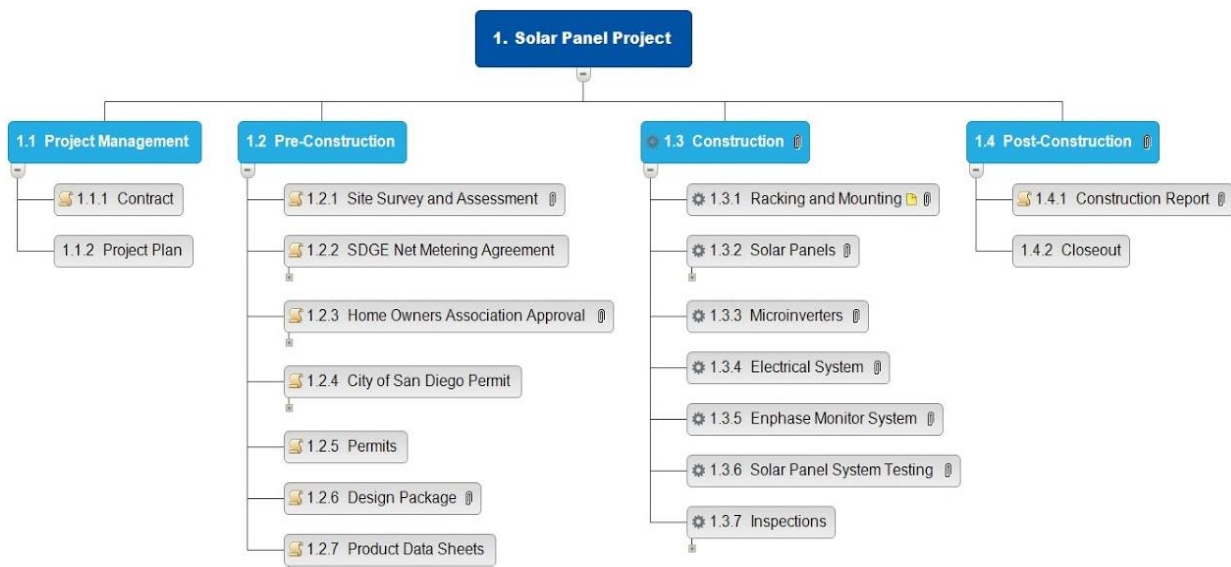 1. Solar Panel Project
1.1 Project Management
1.1.1 Contract
1.1.2 Project Plan
1.2 Pre-Construction
1.2.1 Site Survey and Assessment
1.2.2 SDGE Net Metering Agreement
1.2.3 Home Owners Association Approval
1.2.4 City of San Diego Permit
1.2.5 Permits
1.2.6 Design Package
1.2.7 Product Data Sheets
1.3 Construction
1.3.1 Racking and Mounting
1.3.2 Solar Panels
1.3.3 Microinverters
1.3.4 Electrical System
1.3.5 Enphase Monitor System
1.3.6 Solar Panel System Testing
1.3.7 Inspections
1.4 Post-Construction
1.4.1 Construction Report
1.4.2 Closeout